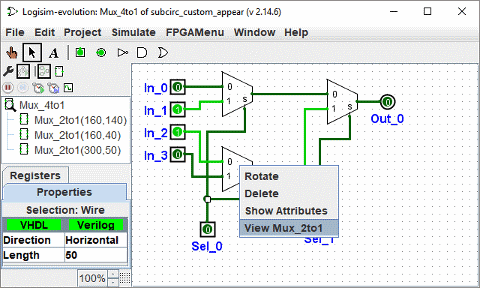 Logisim-evolution: Mux_4to1 of subcirc_custom_appear (v 2.14.6)
File Edit Project Simulate FPGAMenu Window Help
A
Mux_4to1
Mux_2to1(160,140)
Mux_2to1(160,40)
Mux_2to1(300,50)
Registers
Properties
Selection: Wire
VHDL Verilog
Direction Horizontal
Length 50
100%
In_0 0
In_1 1
In_2 1
In_3 0
0
1 s
0
1 s
0
1
0
Out_0
Rotate
Delete
Show Attributes
View Mux_2to1
0
Sel_0
Sel_1